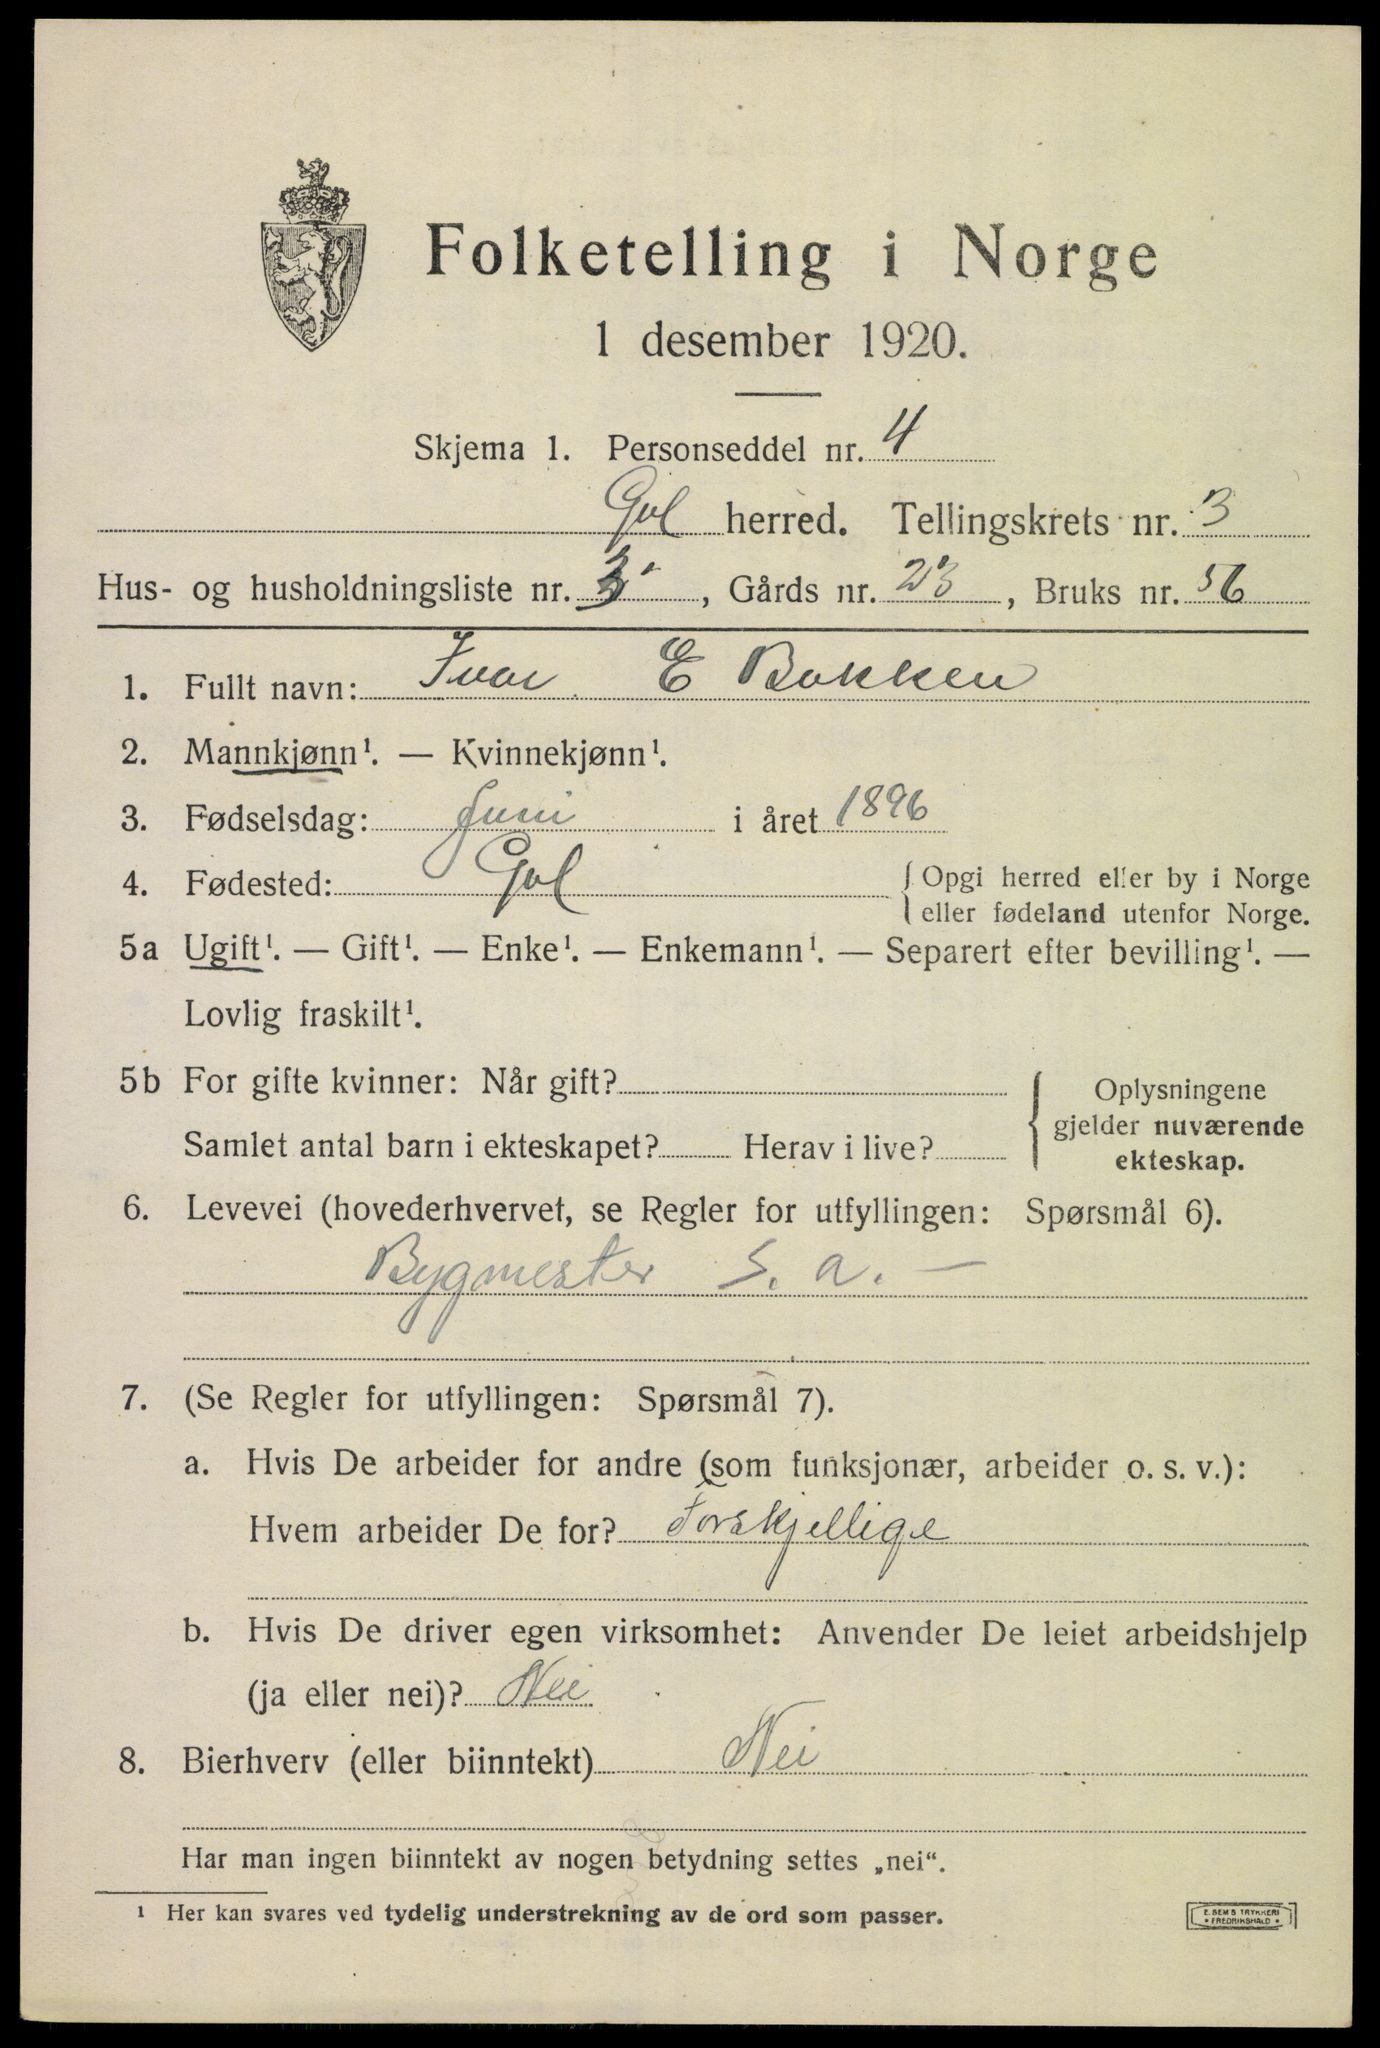 Folketelling i Norge
1 desember 1920.
Skjema 1. Personseddel nr. 4
Gol herred. Tellingskrets nr. 3
Hus- og husholdningsliste nr. 3, Gårds nr. 23, Bruks nr. 56
1. Fullt navn: Ivar E Bakken
2. Mannkjønn¹. — Kvinnekjønn¹.
3. Fødselsdag: Juni i året 1896
4. Fødested: Gol { Opgi herred eller by i Norge
eller fødeland utenfor Norge.
5a Ugift¹. — Gift¹. — Enke¹. — Enkemann¹. — Separert efter bevilling¹. —
Lovlig fraskilt¹.
5b For gifte kvinner: Når gift?
Samlet antal barn i ekteskapet? Herav i live?
{ Oplysningene
gjelder nuværende
ekteskap.
6. Levevei (hovederhvervet, se Regler for utfyllingen: Spørsmål 6).
Bygmester S. a. —
7. (Se Regler for utfyllingen: Spørsmål 7).
a. Hvis De arbeider for andre (som funksjonær, arbeider o. s. v.):
Hvem arbeider De for? Forskjellige
b. Hvis De driver egen virksomhet: Anvender De leiet arbeidshjelp
(ja eller nei)? Nei
8. Bierhverv (eller biinntekt) Nei
Har man ingen biinntekt av nogen betydning settes „nei“.
¹ Her kan svares ved tydelig understrekning av de ord som passer.
E. SEMS TRYKKERI
• FREDRIKSHALD •